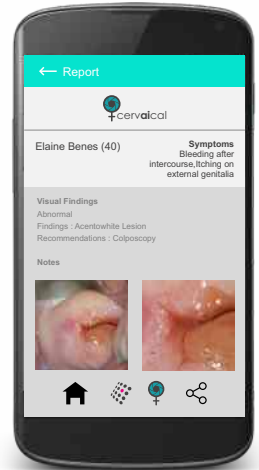 ← Report
cervaical
Elaine Benes (40)
Symptoms
Bleeding after
intercourse,Itching on
external genitalia
Visual Findings
Abnormal
Findings : Acentowhite Lesion
Recommendations : Colposcopy
Notes